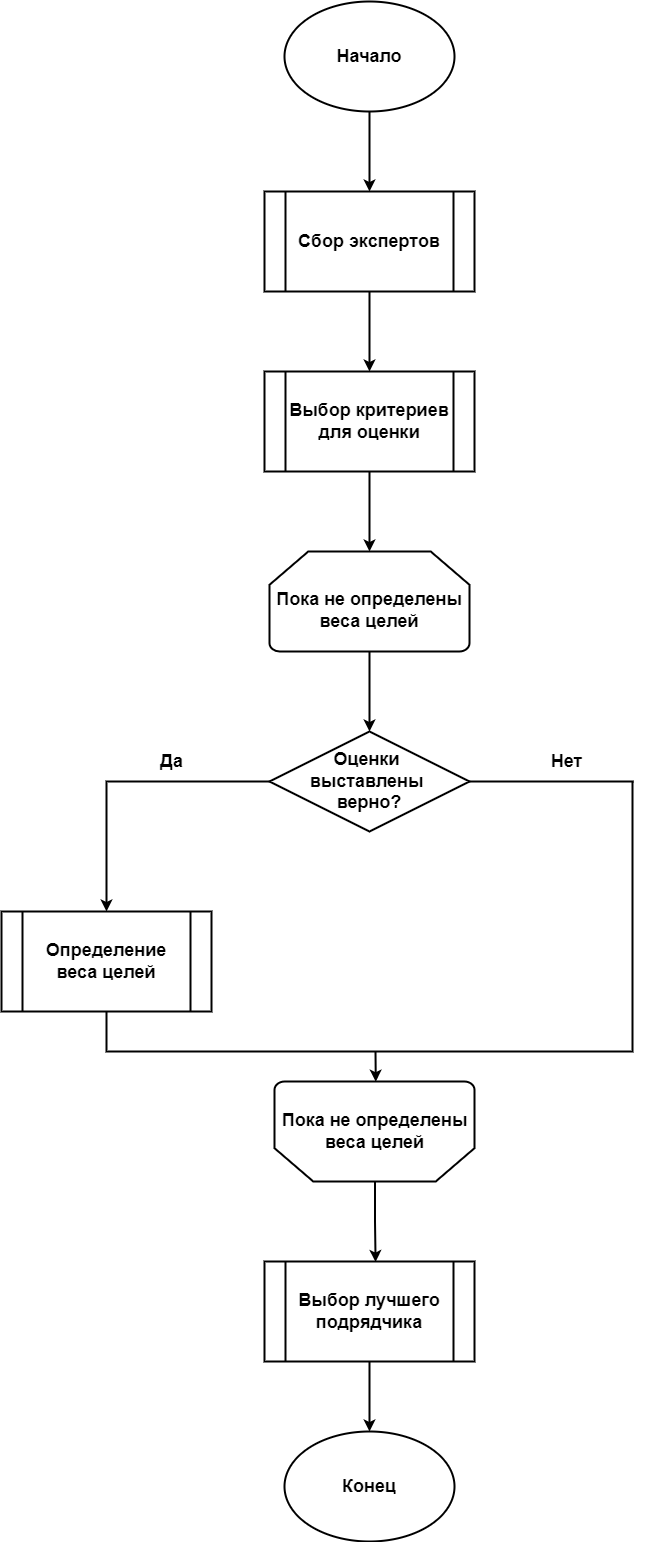 Начало
Сбор экспертов
Выбор критериев
для оценки
Пока не определены
веса целей
Оценки
выставлены
верно?
Да
Нет
Определение
веса целей
Пока не определены
веса целей
Выбор лучшего
подрядчика
Конец